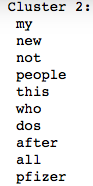 Cluster 2:
my
new
not
people
this
who
dos
after
all
pfizer